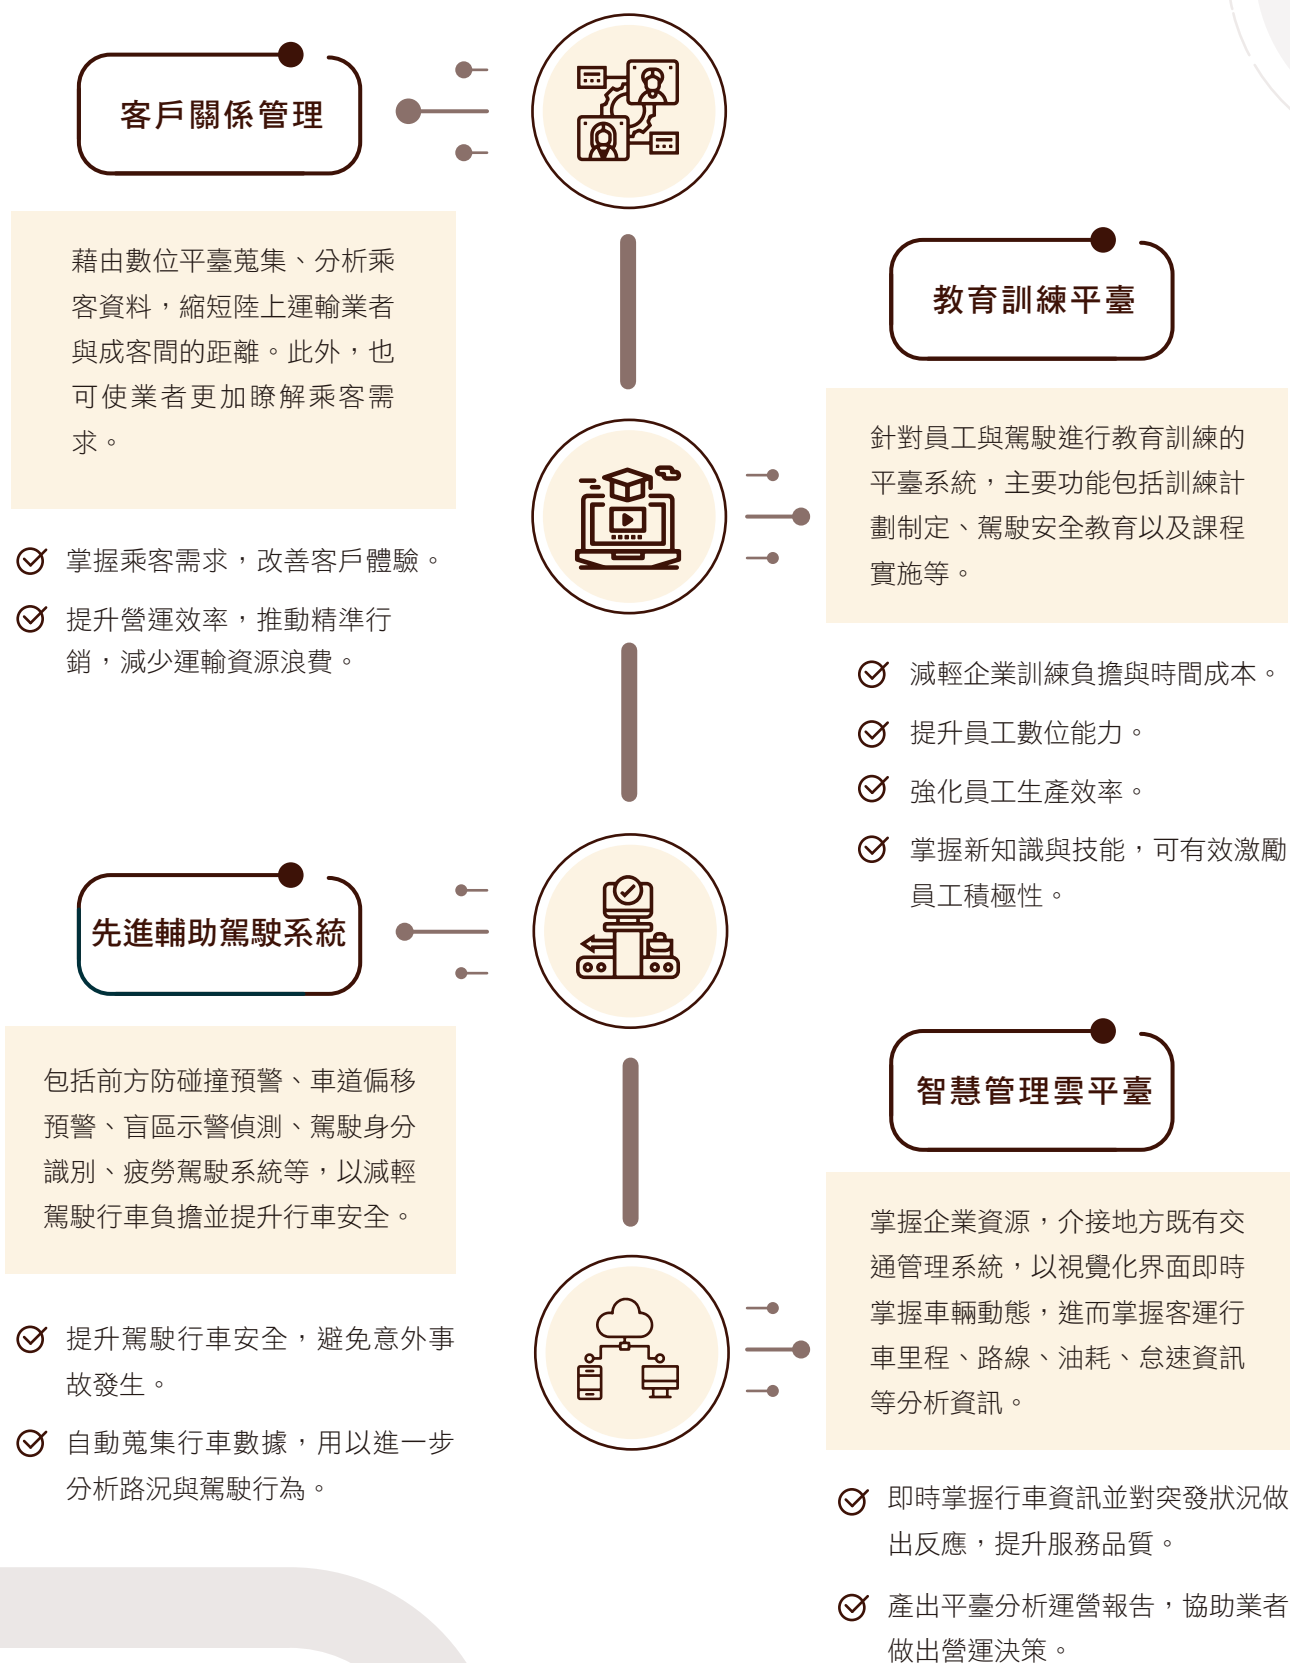 客戶關係管理
藉由數位平臺蒐集、分析乘
客資料，縮短陸上運輸業者
與成客間的距離。此外，也
可使業者更加瞭解乘客需
求。
掌握乘客需求，改善客戶體驗。
提升營運效率，推動精準行
銷，減少運輸資源浪費。
教育訓練平臺
針對員工與駕駛進行教育訓練的
平臺系統，主要功能包括訓練計
劃制定、駕駛安全教育以及課程
實施等。
減輕企業訓練負擔與時間成本。
提升員工數位能力。
強化員工生產效率。
掌握新知識與技能，可有效激勵
員工積極性。
先進輔助駕駛系統
包括前方防碰撞預警、車道偏移
預警、盲區示警偵測、駕駛身分
識別、疲勞駕駛系統等，以減輕
駕駛行車負擔並提升行車安全。
提升駕駛行車安全，避免意外事
故發生。
自動蒐集行車數據，用以進一步
分析路況與駕駛行為。
智慧管理雲平臺
掌握企業資源，介接地方既有交
通管理系統，以視覺化界面即時
掌握車輛動態，進而掌握客運行
車里程、路線、油耗、怠速資訊
等分析資訊。
即時掌握行車資訊並對突發狀況做
出反應，提升服務品質。
產出平臺分析運營報告，協助業者
做出營運決策。